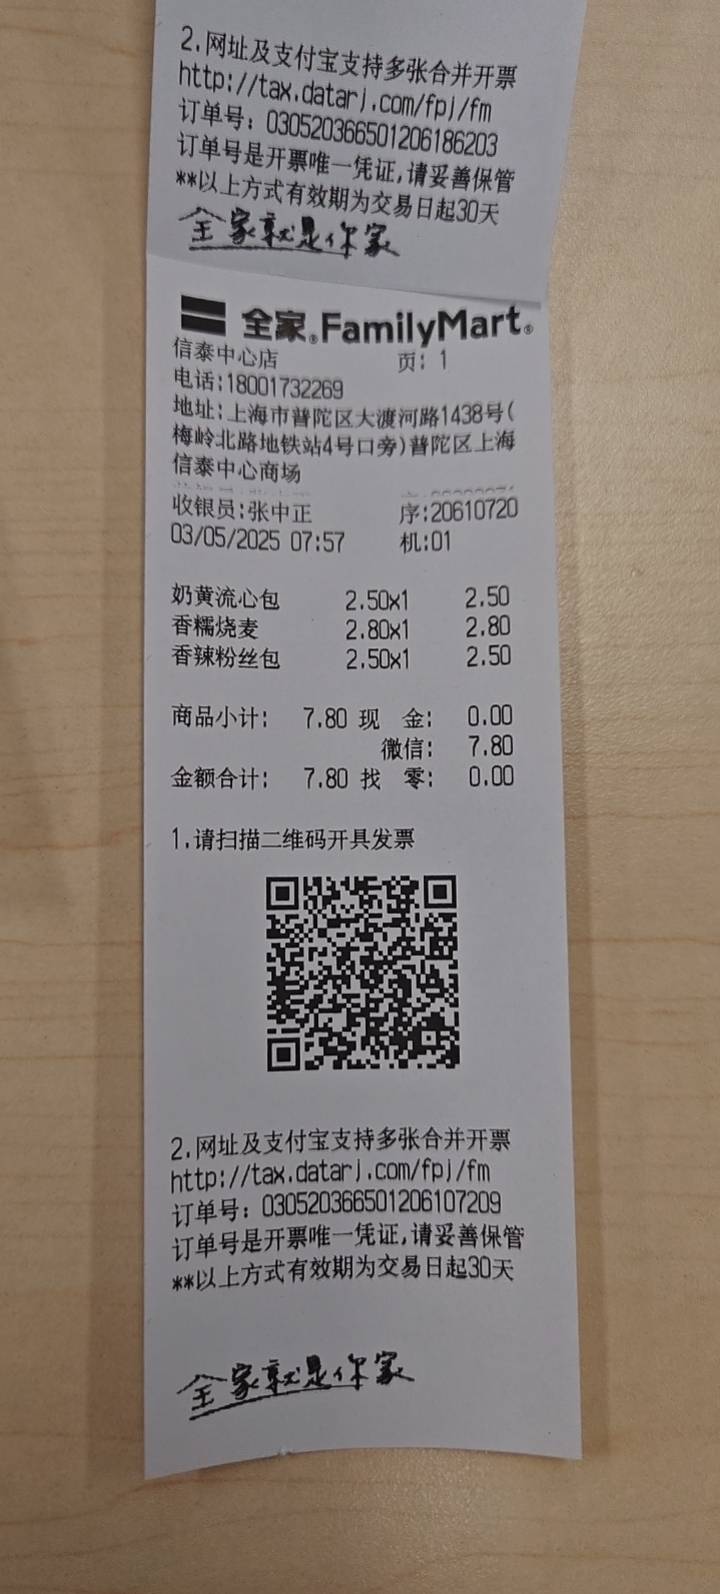 2.网址及支付宝支持多张合并开票
http://tax.datarj.com/fpj/fm
订单号: 030520366501206186203
订单号是开票唯一凭证,请妥善保管
**以上方式有效期为交易日起30天
全家就是你家
全家®FamilyMart®
信泰中心店 页: 1
电话:18001732269
地址:上海市普陀区大渡河路1438号(
梅岭北路地铁站4号口旁)普陀区上海
信泰中心商场
收银员:张中正 序:20610720
03/05/2025 07:57 机:01
奶黄流心包 2.50x1 2.50
香糯烧麦 2.80x1 2.80
香辣粉丝包 2.50x1 2.50
商品小计: 7.80 现 金: 0.00
微信: 7.80
金额合计: 7.80 找 零: 0.00
1.请扫描二维码开具发票
2.网址及支付宝支持多张合并开票
http://tax.datarj.com/fpj/fm
订单号: 030520366501206107209
订单号是开票唯一凭证,请妥善保管
**以上方式有效期为交易日起30天
全家就是你家